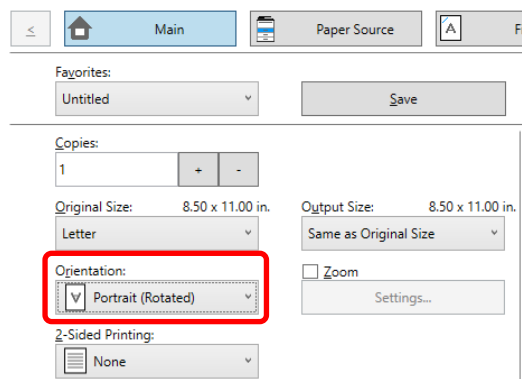 ≤ Main Paper Source A F
Favorites:
Untitled
Save
Copies:
1 + -
Original Size: 8.50 x 11.00 in. Output Size: 8.50 x 11.00 in.
Letter Same as Original Size
Orientation: Zoom
A Portrait (Rotated) Settings...
2-Sided Printing:
None